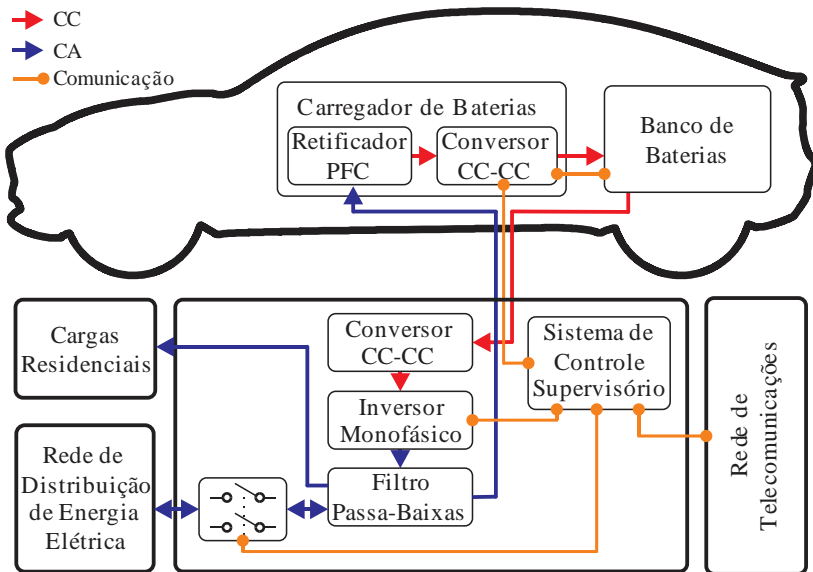 CC
CA
Comunicação
Carregador de Baterias
Retificador
PFC
Conversor
CC-CC
Banco de
Baterias
Cargas
Residenciais
Conversor
CC-CC
Sistema de
Controle
Supervisório
Inversor
Monofásico
Rede de
Distribuição
de Energia
Elétrica
Filtro
Passa-Baixas
Rede de
Telecomunicações